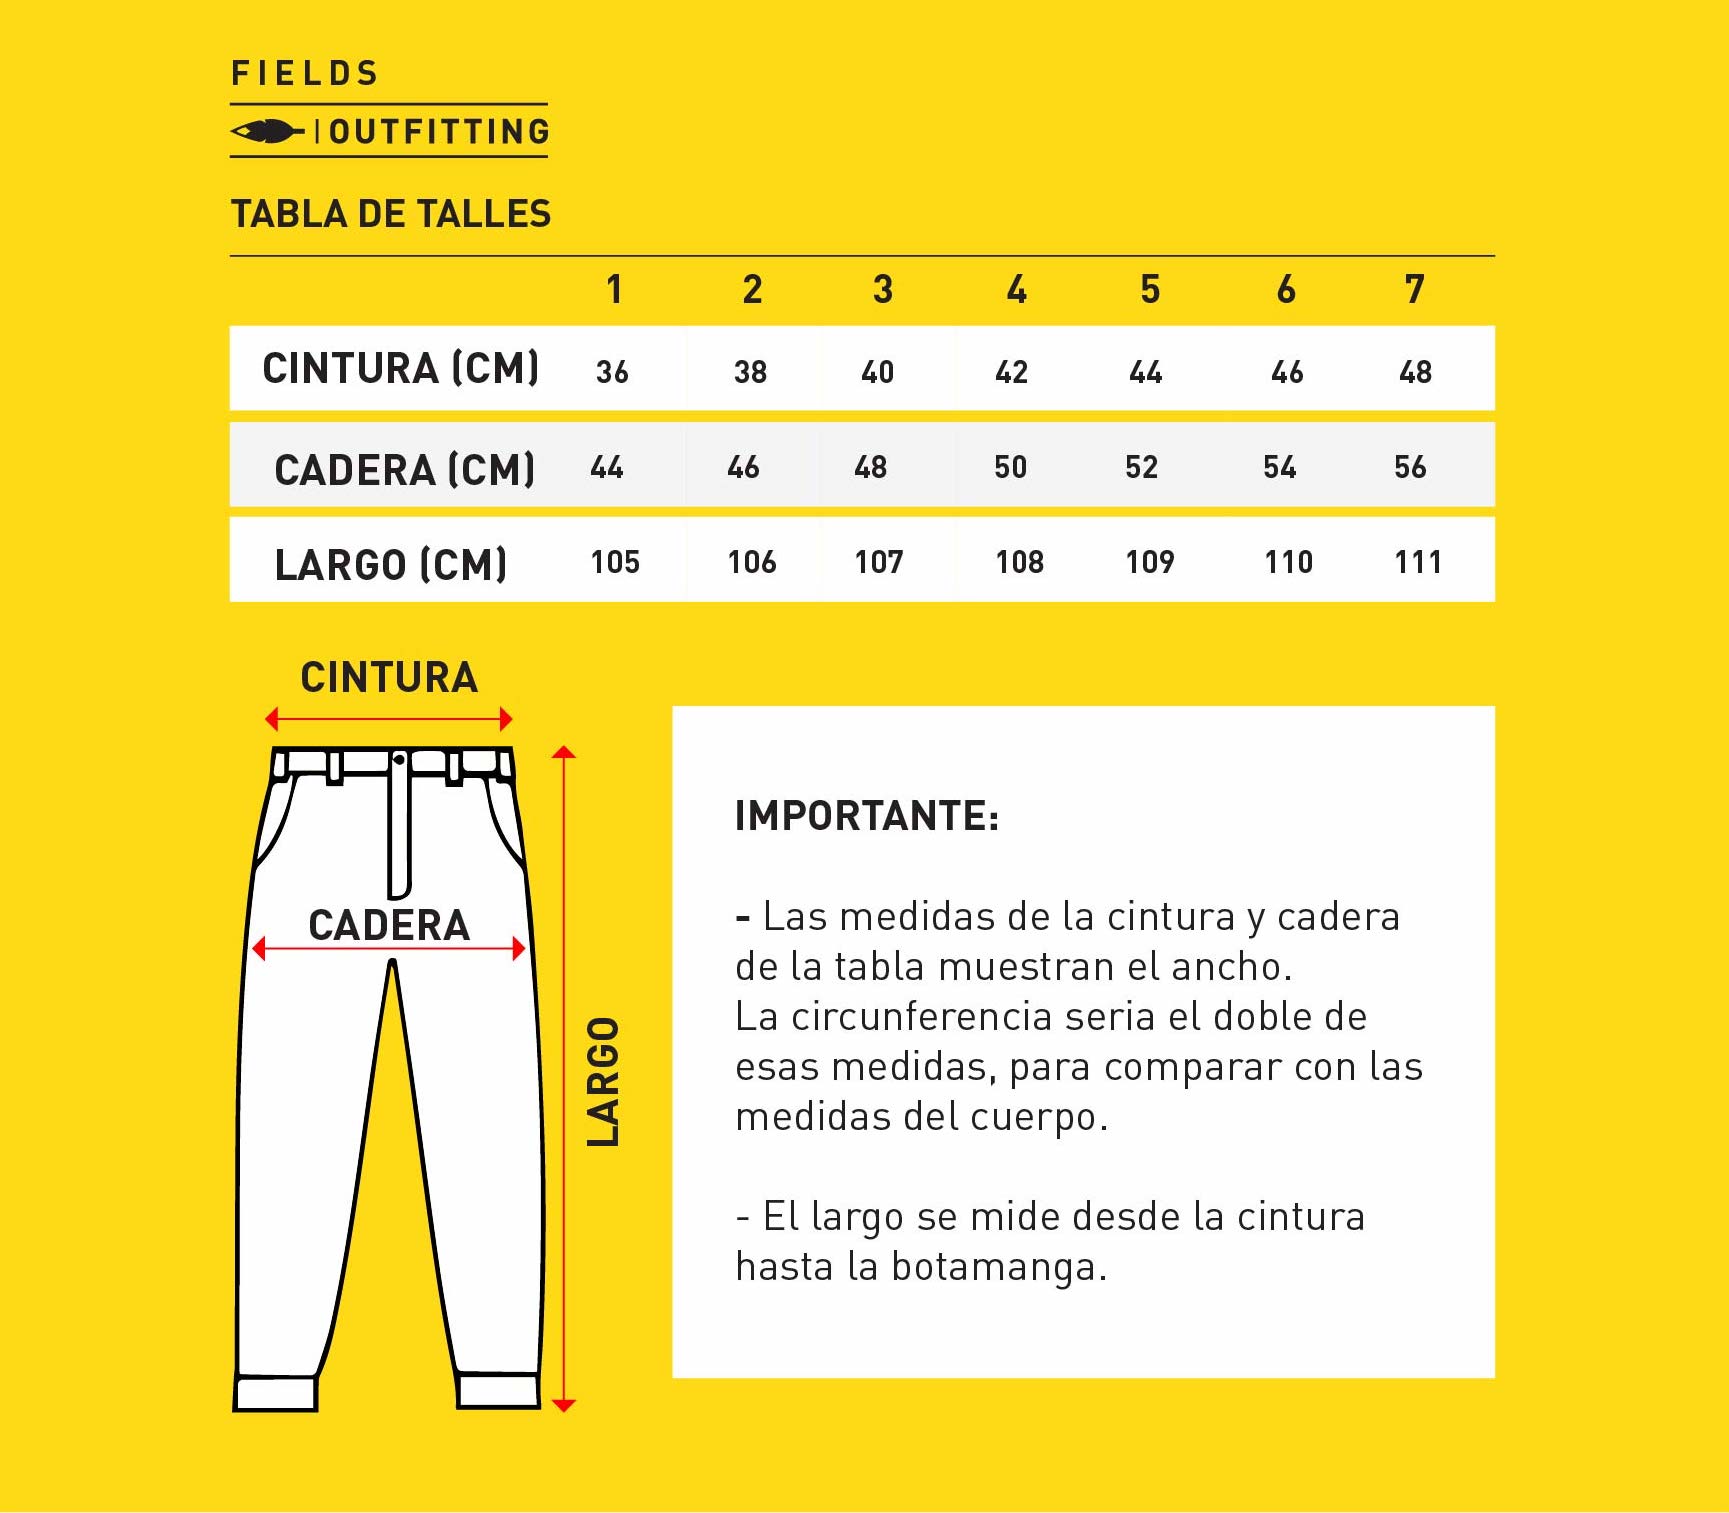 FIELDS
| OUTFITTING
TABLA DE TALLES
1 2 3 4 5 6 7
CINTURA (CM) 36 38 40 42 44 46 48
CADERA (CM) 44 46 48 50 52 54 56
LARGO (CM) 105 106 107 108 109 110 111
CINTURA
CADERA
LARGO
IMPORTANTE:
- Las medidas de la cintura y cadera
de la tabla muestran el ancho.
La circunferencia seria el doble de
esas medidas, para comparar con las
medidas del cuerpo.
- El largo se mide desde la cintura
hasta la botamanga.